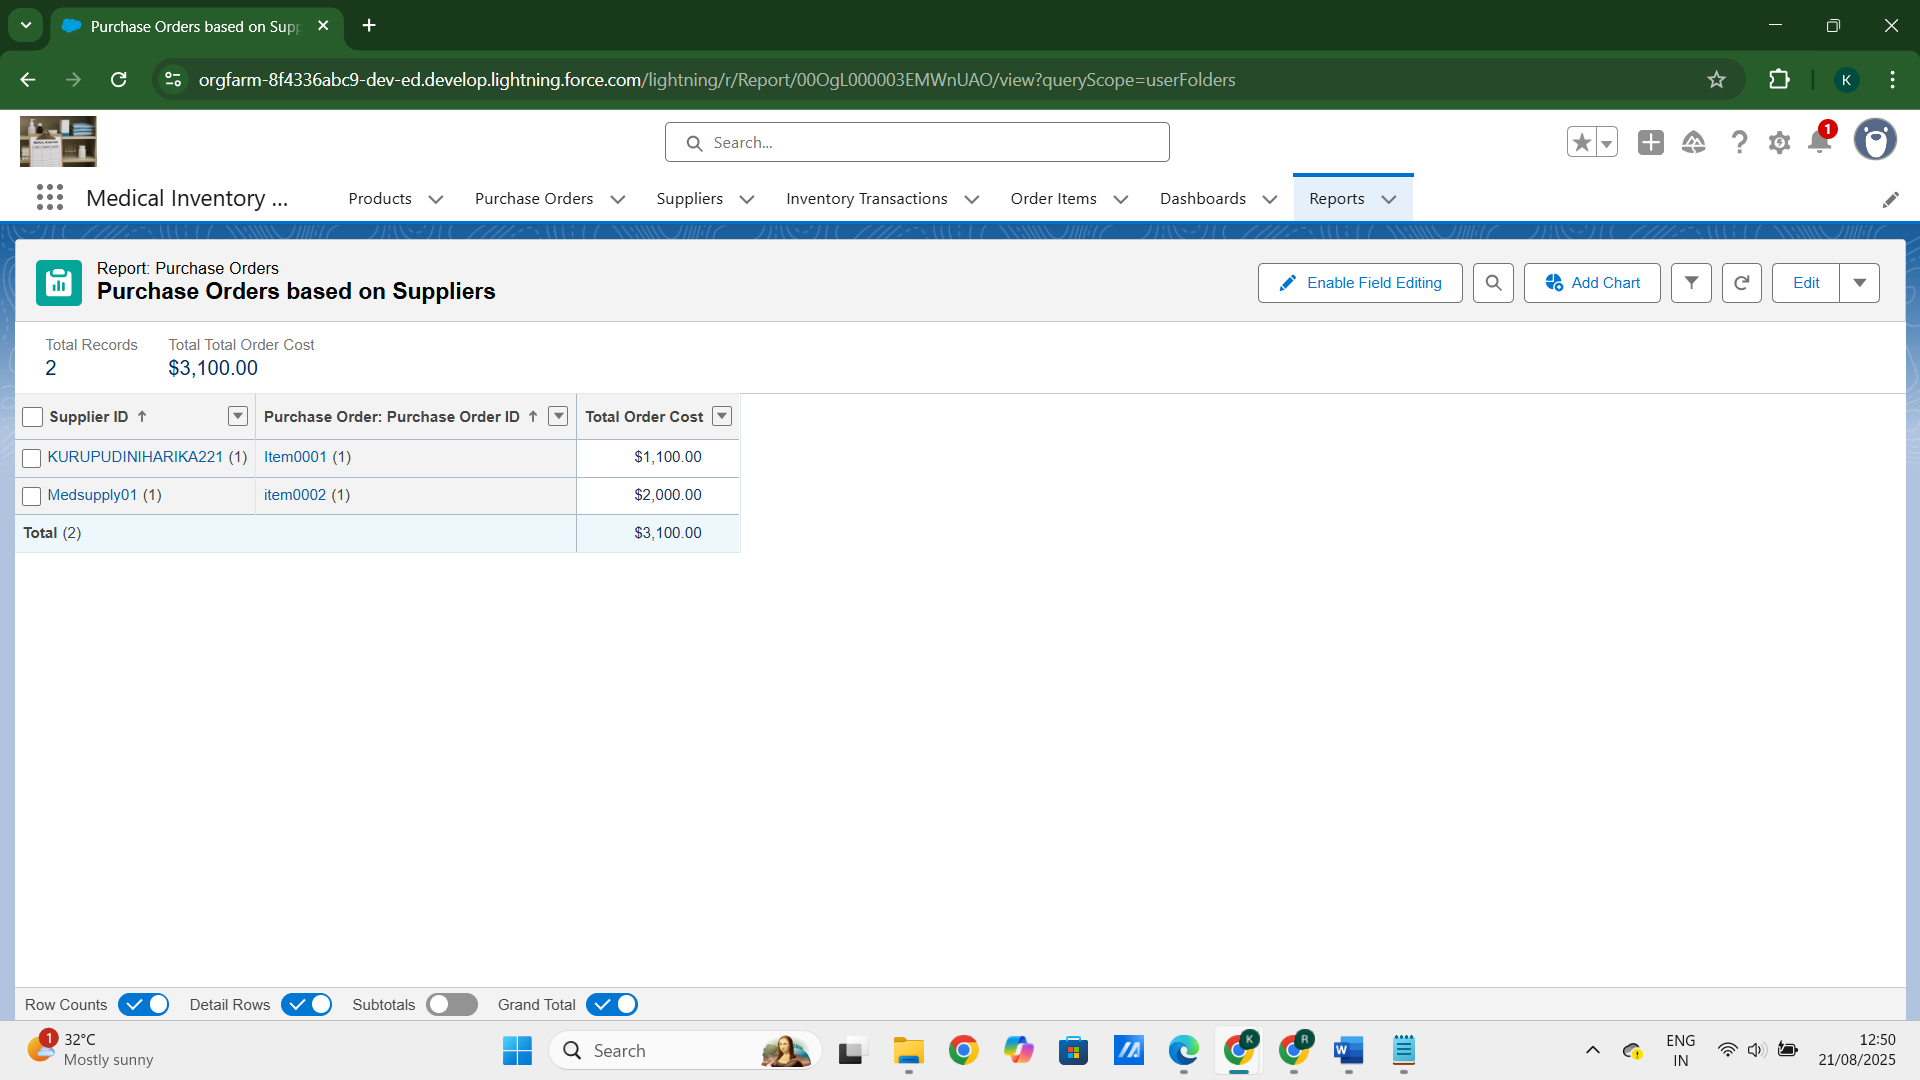 Purchase Orders based on Supp
orgfarm-8f4336abc9-dev-ed.develop.lightning.force.com/lightning/r/Report/00OgL000003EMWnUAO/view?queryScope=userFolders
K
Search...
1
Medical Inventory ...
Products
Purchase Orders
Suppliers
Inventory Transactions
Order Items
Dashboards
Reports
Report: Purchase Orders
Purchase Orders based on Suppliers
Enable Field Editing
Add Chart
Edit
Total Records
2
Total Total Order Cost
$3,100.00
Supplier ID ↑
Purchase Order: Purchase Order ID ↑
Total Order Cost
KURUPUDINIHARIKA221 (1)
Item0001 (1)
$1,100.00
Medsupply01 (1)
item0002 (1)
$2,000.00
Total (2)
$3,100.00
Row Counts
Detail Rows
Subtotals
Grand Total
1
32°C
Mostly sunny
Search
K
R
W
ENG
IN
12:50
21/08/2025